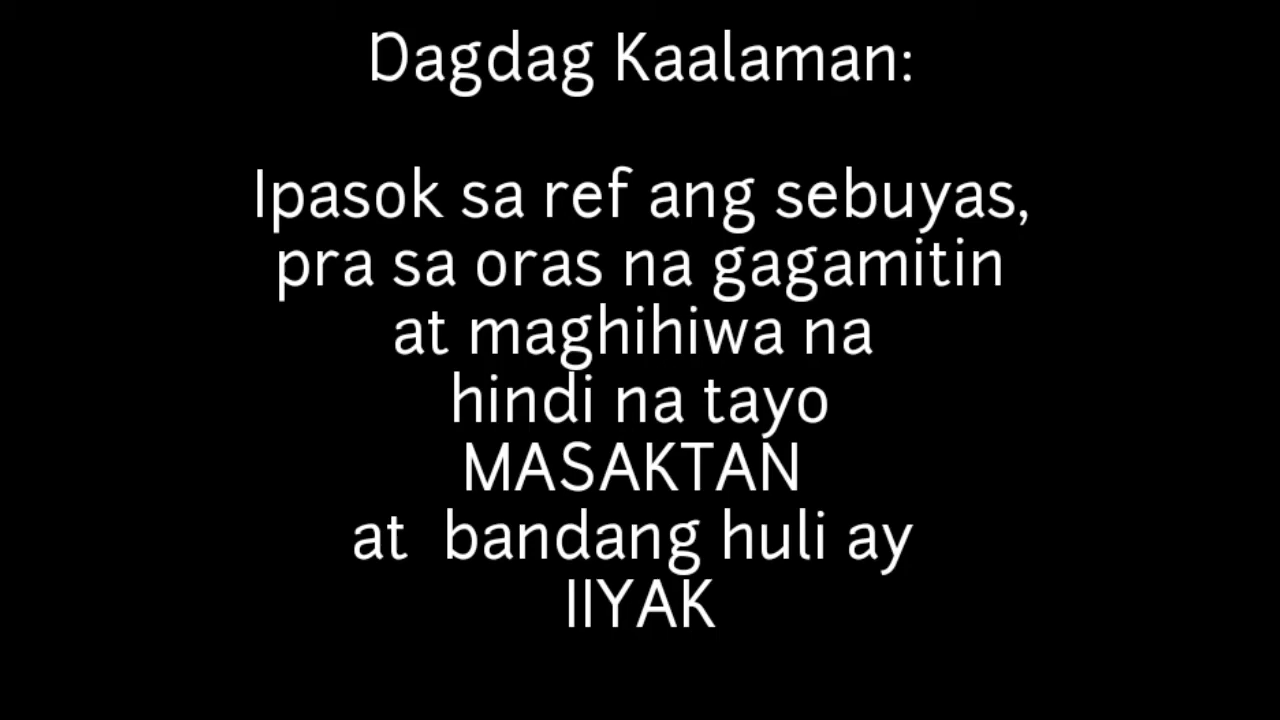 Dagdag Kaalaman:
Ipasok sa ref ang sebuyas,
pra sa oras na gagamitin
at maghihiwa na
hindi na tayo
MASAKTAN
at bandang huli ay
IIYAK